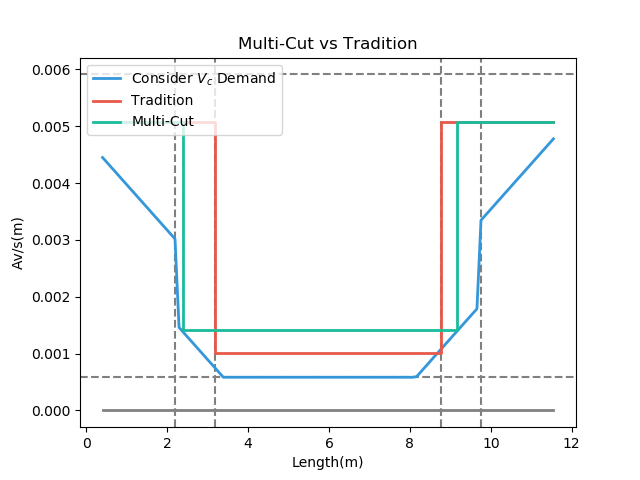 Multi-Cut vs Tradition
Consider Vc Demand
Tradition
Multi-Cut
Av/s(m)
0.006
0.005
0.004
0.003
0.002
0.001
0.000
0 2 4 6 8 10 12
Length(m)